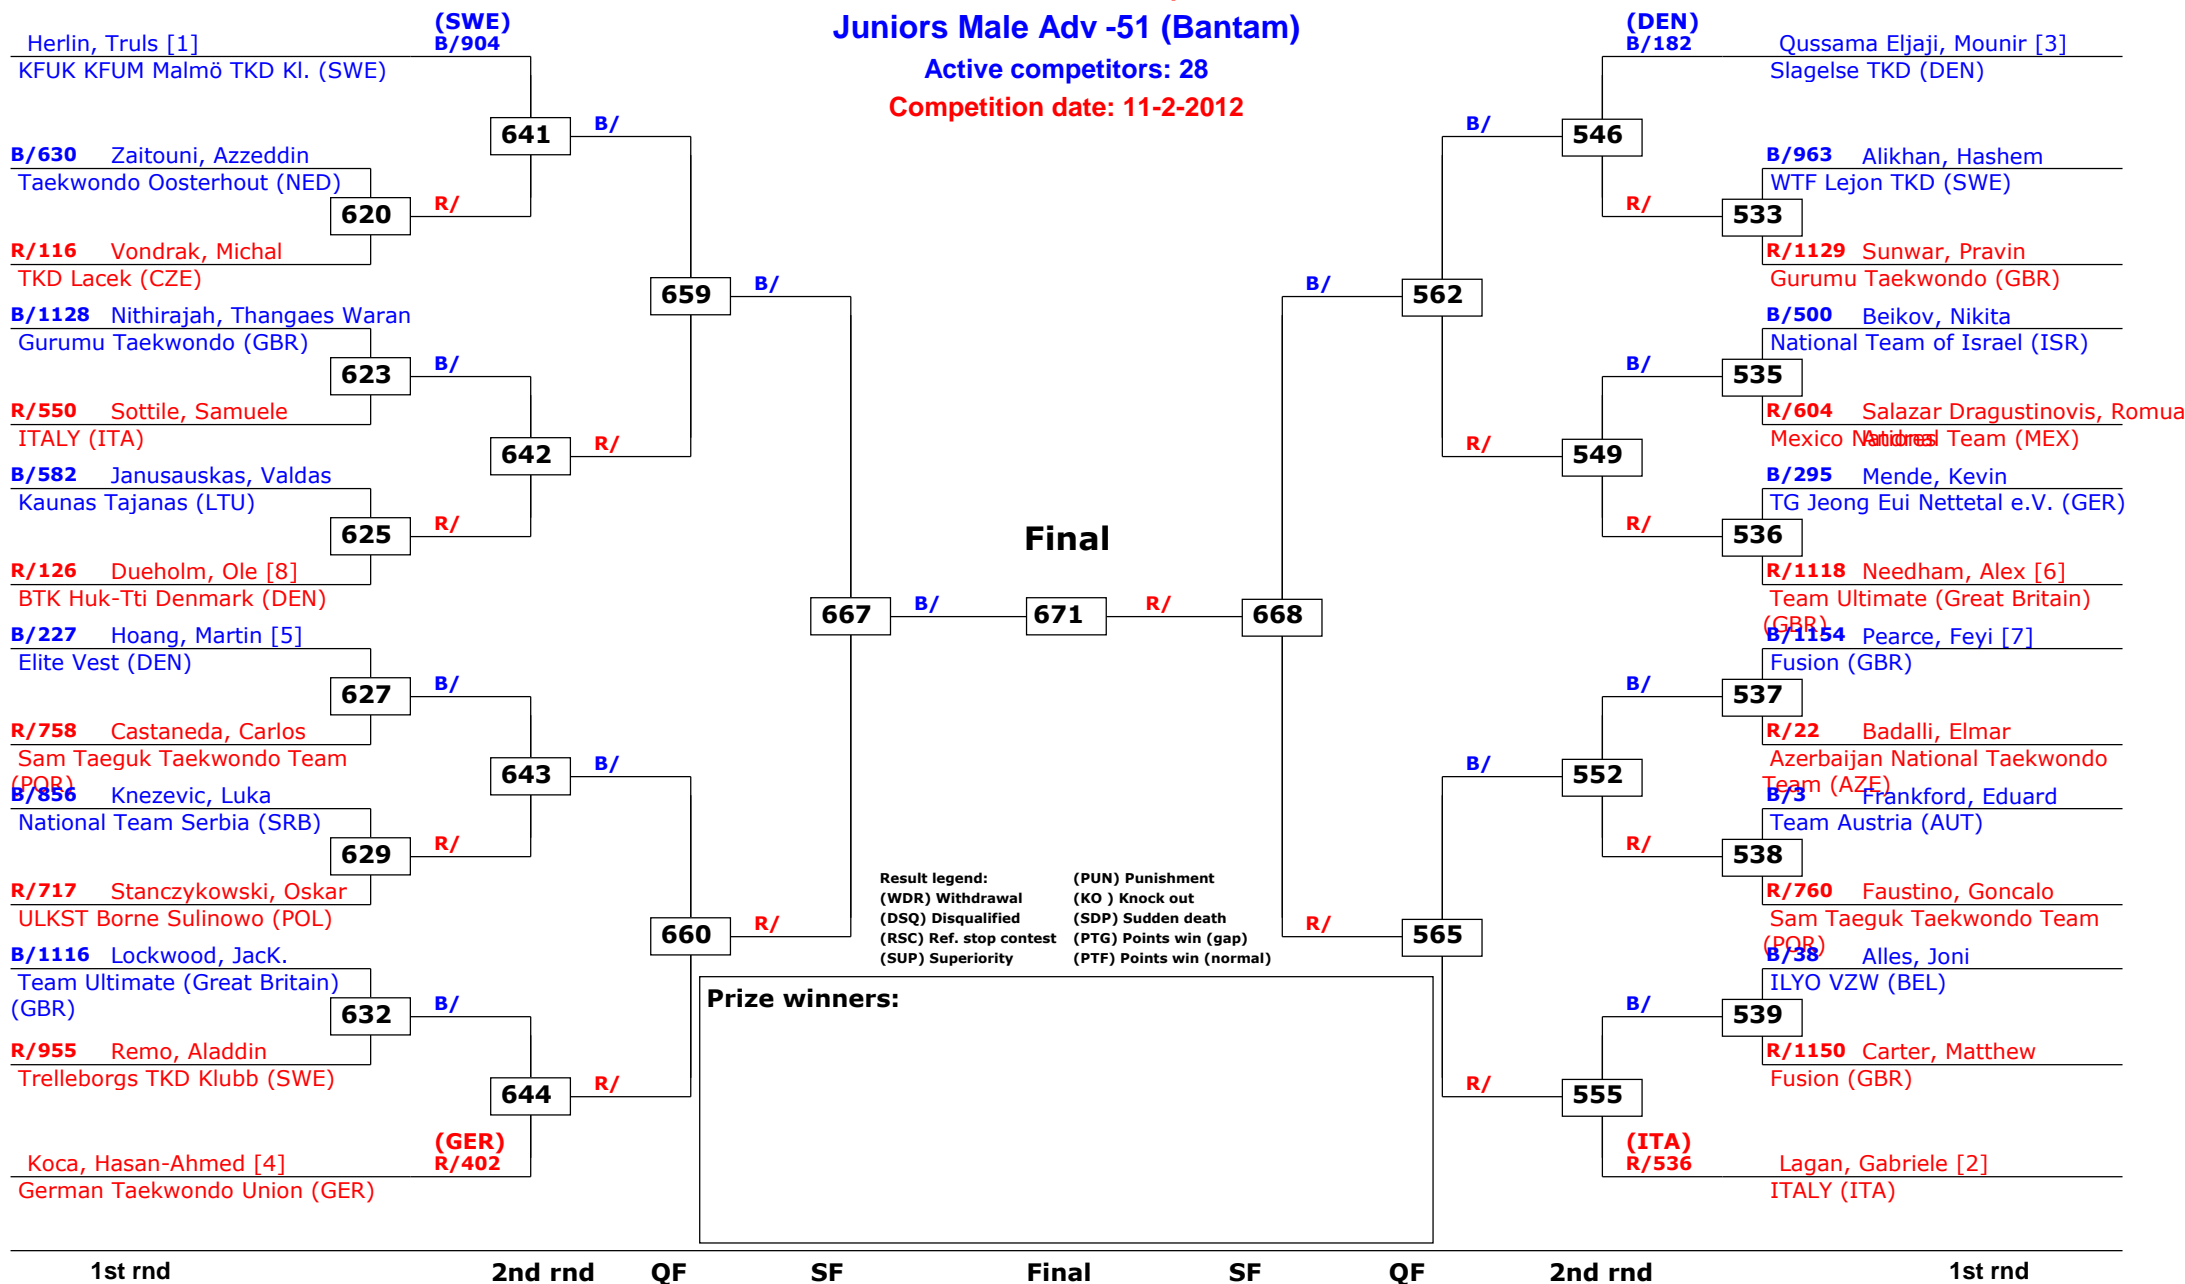 Juniors Male Adv -51 (Bantam)
Active competitors: 28
Competition date: 11-2-2012
(SWE)
Herlin, Truls [1] B/904
KFUK KFUM Malmö TKD Kl. (SWE)
641
B/
B/630 Zaitouni, Azzeddin
Taekwondo Oosterhout (NED)
620
R/
R/116 Vondrak, Michal
TKD Lacek (CZE)
659
B/
B/1128 Nithirajah, Thangaes Waran
Gurumu Taekwondo (GBR)
623
B/
R/550 Sottile, Samuele
ITALY (ITA)
642
R/
B/582 Janusauskas, Valdas
Kaunas Tajanas (LTU)
625
R/
R/126 Dueholm, Ole [8]
BTK Huk-Tti Denmark (DEN)
667
B/
B/227 Hoang, Martin [5]
Elite Vest (DEN)
627
B/
R/758 Castaneda, Carlos
Sam Taeguk Taekwondo Team
(POR)
643
B/
B/856 Knezevic, Luka
National Team Serbia (SRB)
629
R/
R/717 Stanczykowski, Oskar
ULKST Borne Sulinowo (POL)
660
R/
B/1116 Lockwood, JacK.
Team Ultimate (Great Britain)
(GBR)
632
B/
R/955 Remo, Aladdin
Trelleborgs TKD Klubb (SWE)
644
R/
(GER)
Koca, Hasan-Ahmed [4] R/402
German Taekwondo Union (GER)
Final
671
R/
668
(DEN)
B/182 Qussama Eljaji, Mounir [3]
Slagelse TKD (DEN)
B/
546
B/963 Alikhan, Hashem
WTF Lejon TKD (SWE)
R/
533
R/1129 Sunwar, Pravin
Gurumu Taekwondo (GBR)
B/
562
B/500 Beikov, Nikita
National Team of Israel (ISR)
B/
535
R/604 Salazar Dragustinovis, Romua
Andres
Mexico National Team (MEX)
R/
549
B/295 Mende, Kevin
TG Jeong Eui Nettetal e.V. (GER)
R/
536
R/1118 Needham, Alex [6]
Team Ultimate (Great Britain)
(GBR)
B/1154 Pearce, Feyi [7]
Fusion (GBR)
B/
537
R/22 Badalli, Elmar
Azerbaijan National Taekwondo
Team (AZE)
B/
552
B/3 Frankford, Eduard
Team Austria (AUT)
R/
538
R/760 Faustino, Goncalo
Sam Taeguk Taekwondo Team
(POR)
R/
565
B/38 Alles, Joni
ILYO VZW (BEL)
B/
539
R/1150 Carter, Matthew
Fusion (GBR)
R/
555
(ITA)
R/536 Lagan, Gabriele [2]
ITALY (ITA)
Result legend: (PUN) Punishment
(WDR) Withdrawal (KO ) Knock out
(DSQ) Disqualified (SDP) Sudden death
(RSC) Ref. stop contest (PTG) Points win (gap)
(SUP) Superiority (PTF) Points win (normal)
Prize winners:
1st rnd 2nd rnd QF SF Final SF QF 2nd rnd 1st rnd